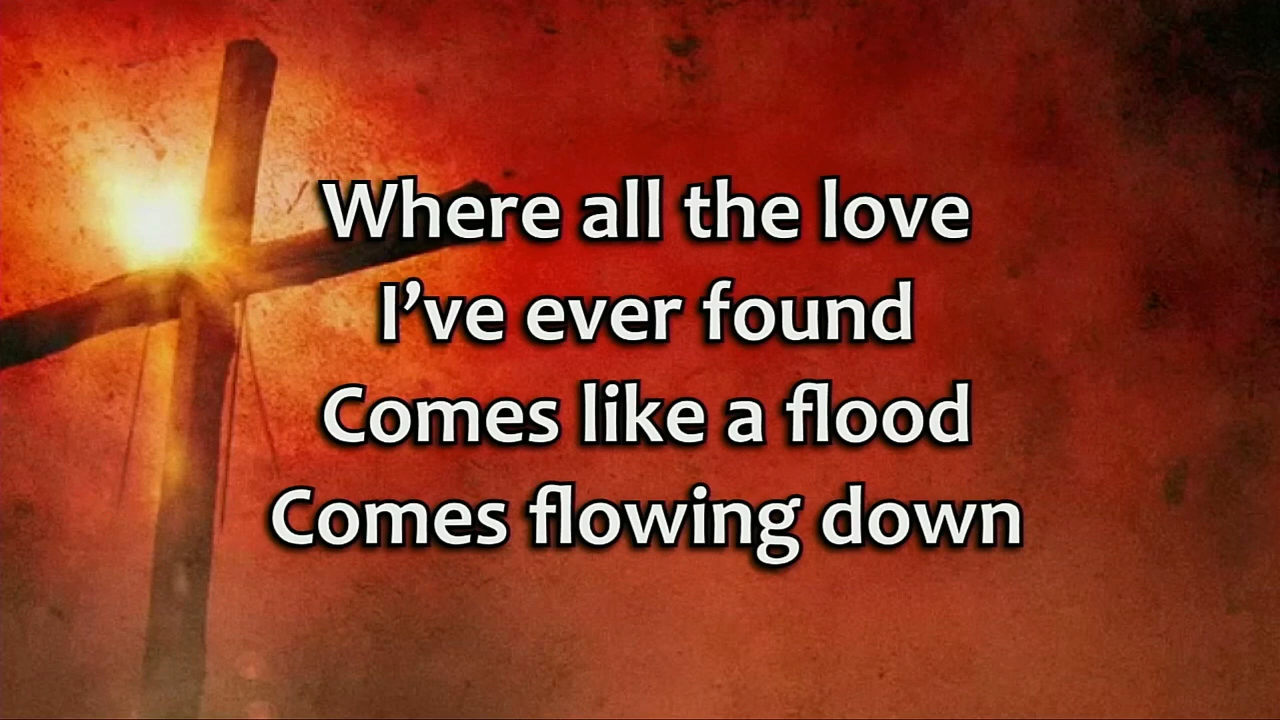 Where all the love
I’ve ever found
Comes like a flood
Comes flowing down